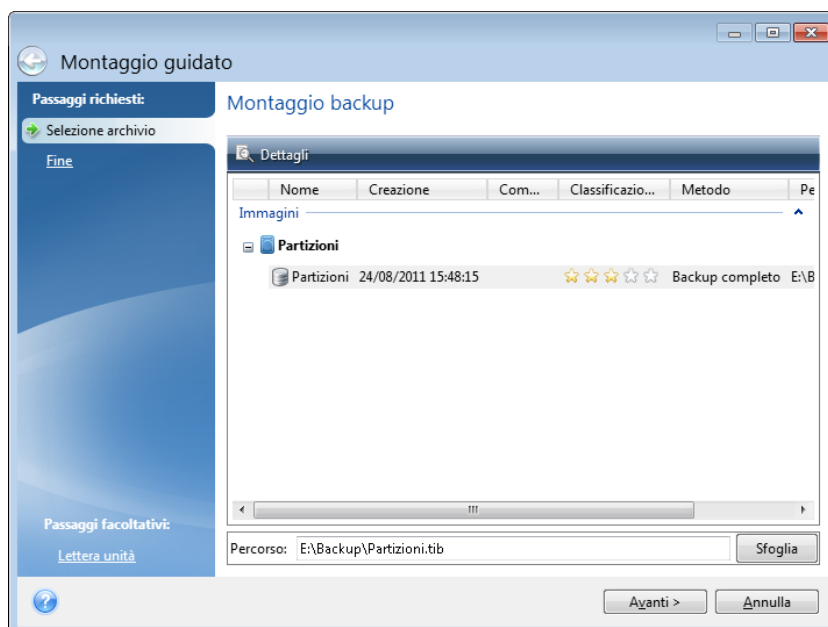 Montaggio guidato
Passaggi richiesti:
Selezione archivio
Fine
Passaggi facoltativi:
Lettera unità
Montaggio backup
Dettagli
Nome Creazione Com... Classificazio... Metodo Pe
Immagini
Partizioni
Partizioni 24/08/2011 15:48:15 Backup completo E:\B
Percorso: E:\Backup\Partizioni.tib Sfoglia
Avanti > Annulla